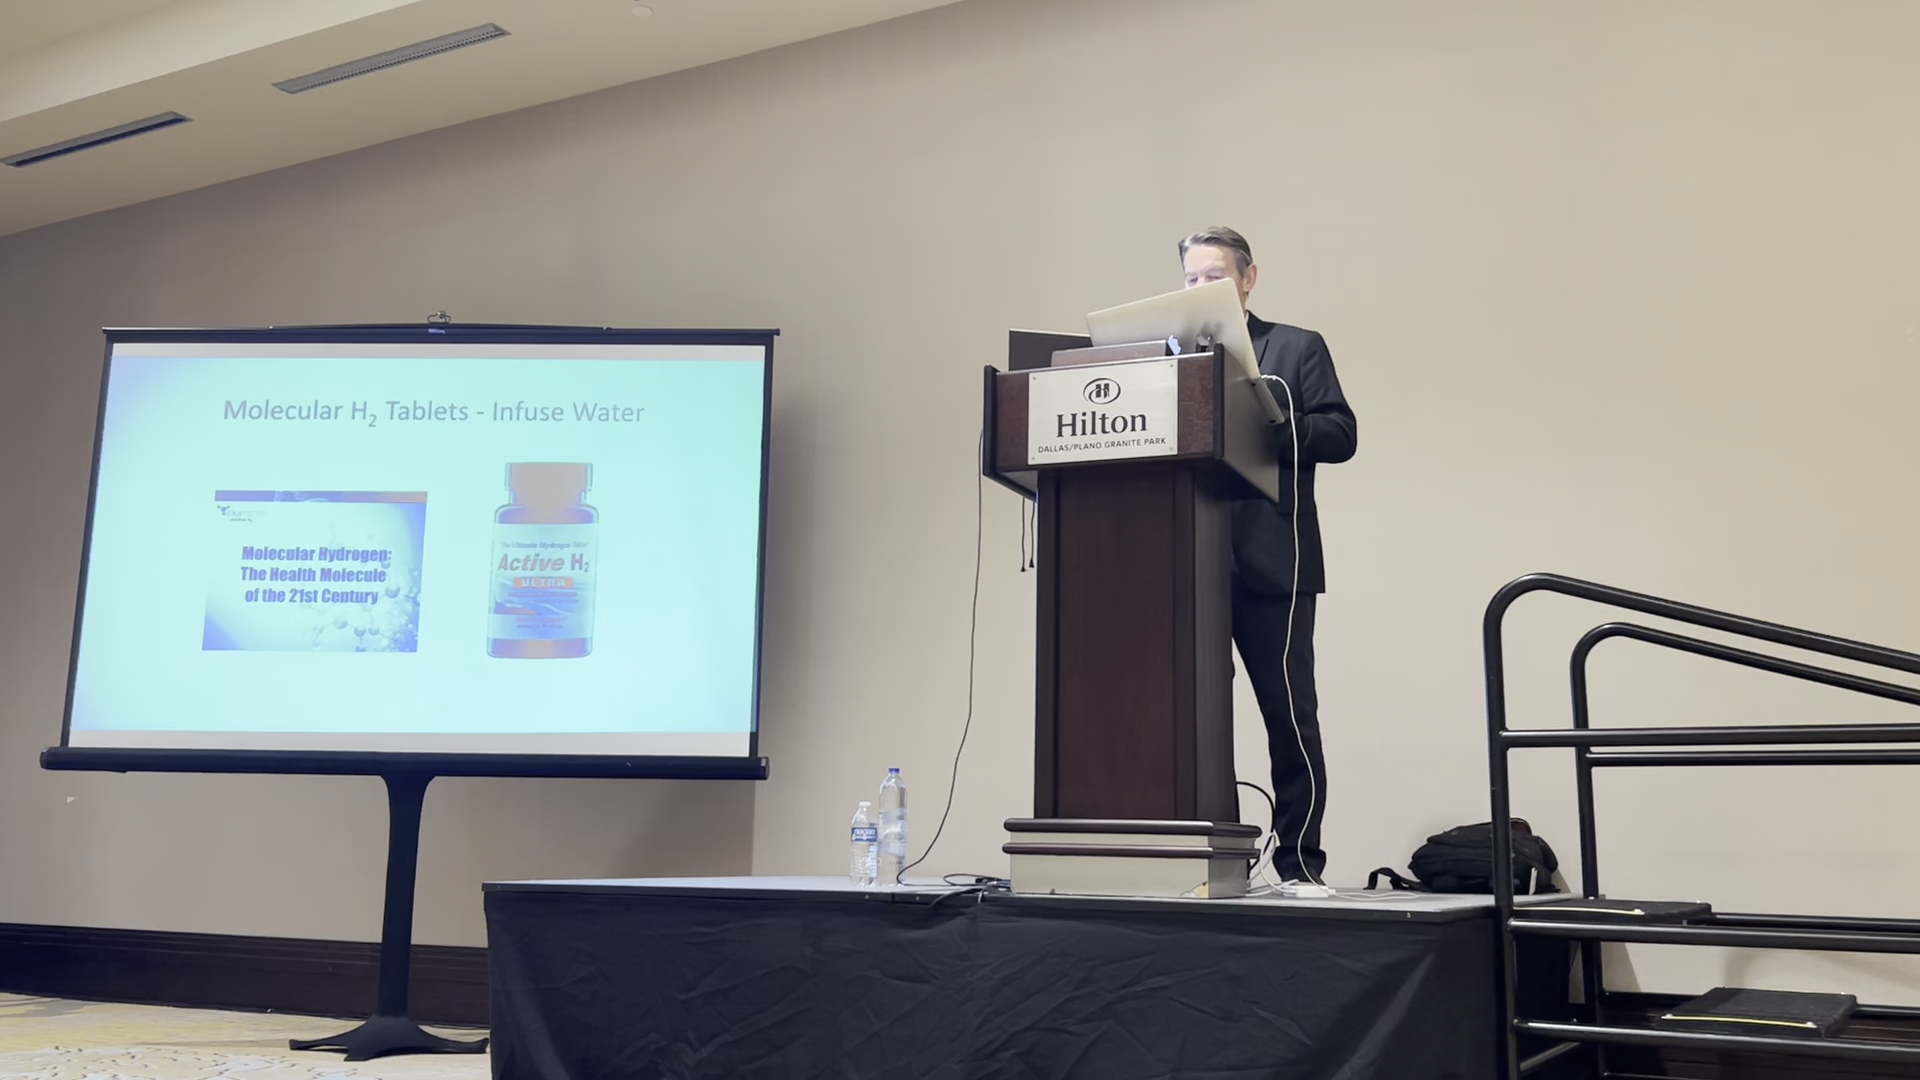 Molecular H2 Tablets - Infuse Water
Molecular Hydrogen:
The Health Molecule
of the 21st Century
Active H2
ULTRA
Hilton
DALLAS/PLANO GRANITE PARK